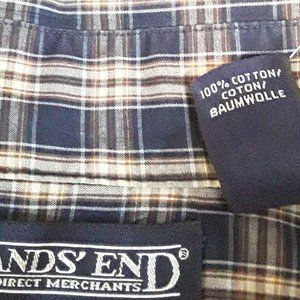 100% COTTON/
COTON/
BAUMWOLLE
ANDS' END®
DIRECT MERCHANTS